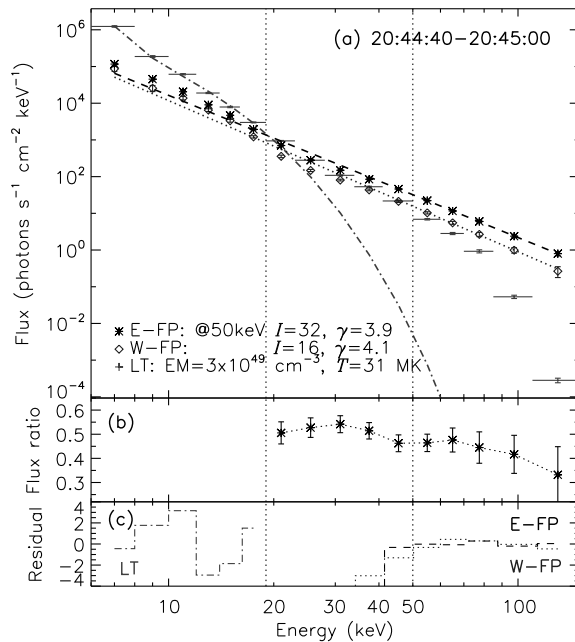 (a) 20:44:40−20:45:00
10⁶
10⁴
10²
10⁰
10⁻²
10⁻⁴
Flux (photons s⁻¹ cm⁻² keV⁻¹)
E−FP: @50keV I=32, γ=3.9
W−FP: I=16, γ=4.1
LT: EM=3x10⁴⁹ cm⁻³, T=31 MK
(b)
0.6
0.5
0.4
0.3
Flux ratio
(c)
4
2
0
−2
−4
Residual
E−FP
LT
W−FP
10 20 30 40 50 100
Energy (keV)